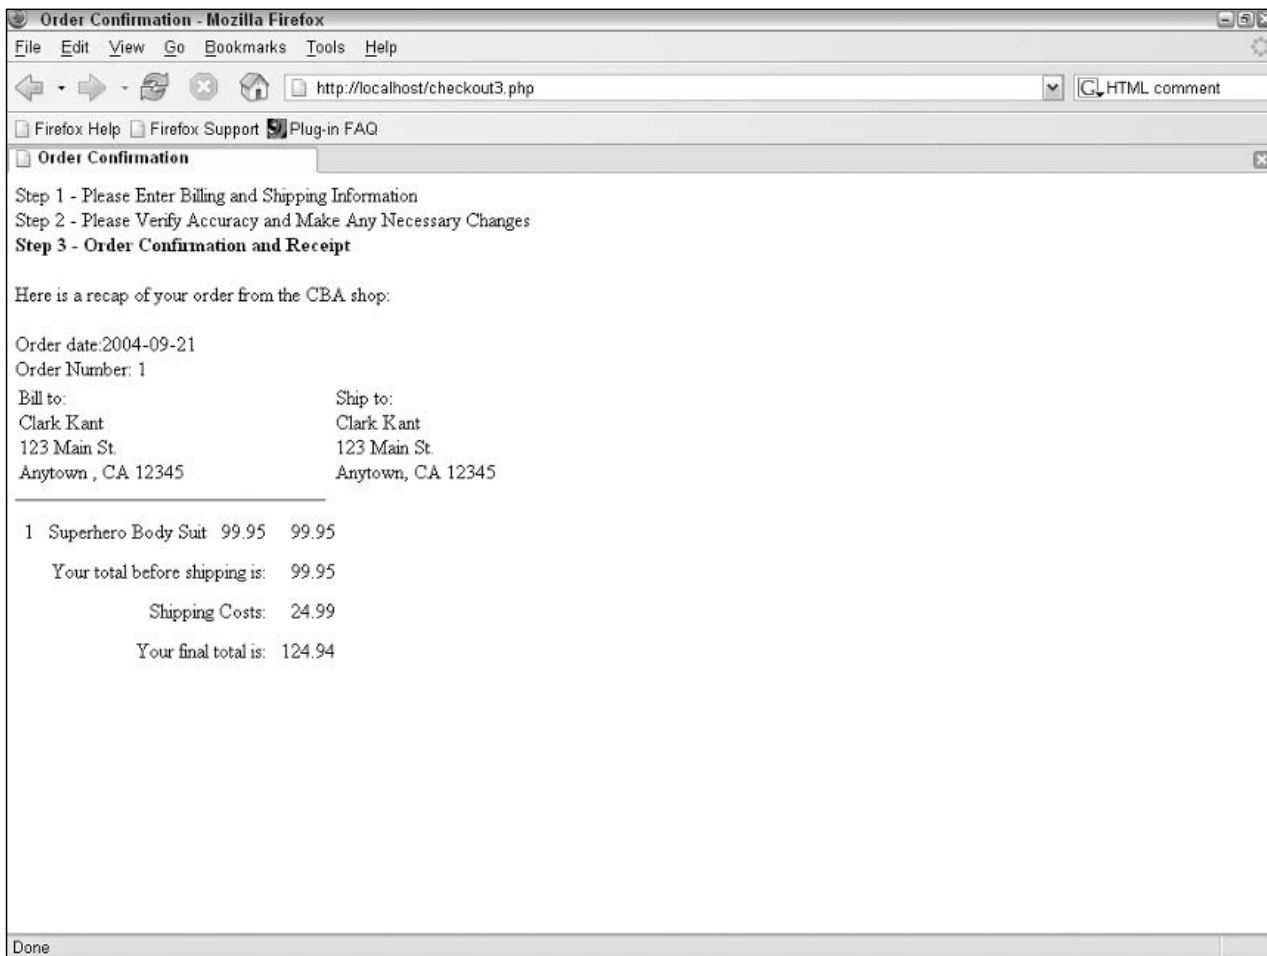 Order Confirmation - Mozilla Firefox
File Edit View Go Bookmarks Tools Help
http://localhost/checkout3.php
G HTML comment
Firefox Help Firefox Support Plug-in FAQ
Order Confirmation
Step 1 - Please Enter Billing and Shipping Information
Step 2 - Please Verify Accuracy and Make Any Necessary Changes
Step 3 - Order Confirmation and Receipt
Here is a recap of your order from the CBA shop:
Order date:2004-09-21
Order Number: 1
Bill to:
Clark Kant
123 Main St.
Anytown , CA 12345
Ship to:
Clark Kant
123 Main St.
Anytown, CA 12345
1 Superhero Body Suit 99.95 99.95
Your total before shipping is: 99.95
Shipping Costs: 24.99
Your final total is: 124.94
Done